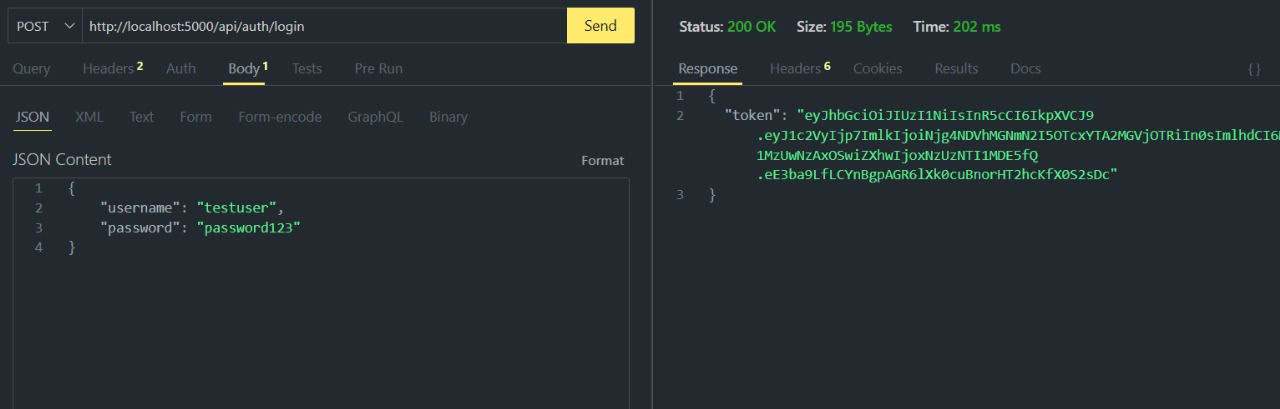 POST http://localhost:5000/api/auth/login Send
Query Headers 2 Auth Body 1 Tests Pre Run
JSON XML Text Form Form-encode GraphQL Binary
JSON Content Format
1 {
2 "username": "testuser",
3 "password": "password123"
4 }
Status: 200 OK Size: 195 Bytes Time: 202 ms
Response Headers 6 Cookies Results Docs { }
1 {
2 "token": "eyJhbGciOiJIUzI1NiIsInR5cCI6IkpXVCJ9
.eyJ1c2VyIjp7ImlkIjoiNjg4NDVhMGNmN2I5OTcxYTA2MGVjOTRiIn0sImlhdCI6
1MzUwNzAxOSwiZXhwIjoxNzUzNTI1MDE5fQ
.eE3ba9LfLCYnBgpAGR6lXk0cuBnorHT2hcKfX0S2sDc"
3 }